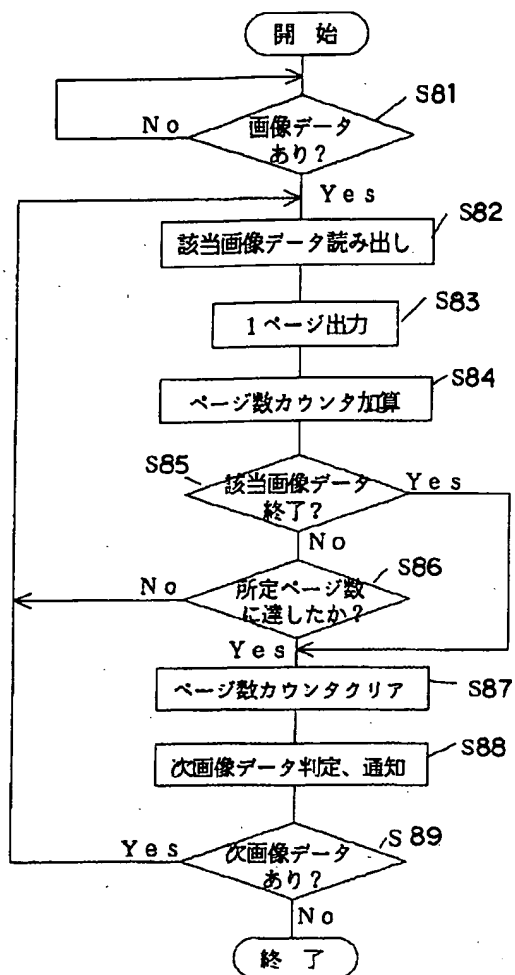 開 始
S81
No
画像データ
あり?
Yes
S82
該当画像データ読み出し
S83
1ページ出力
S84
ページ数カウンタ加算
S85
該当画像データ
終了?
Yes
No
S86
No
所定ページ数
に達したか?
Yes
ページ数カウンタクリア
S87
S88
次画像データ判定、通知
S89
Yes
次画像データ
あり?
No
終 了